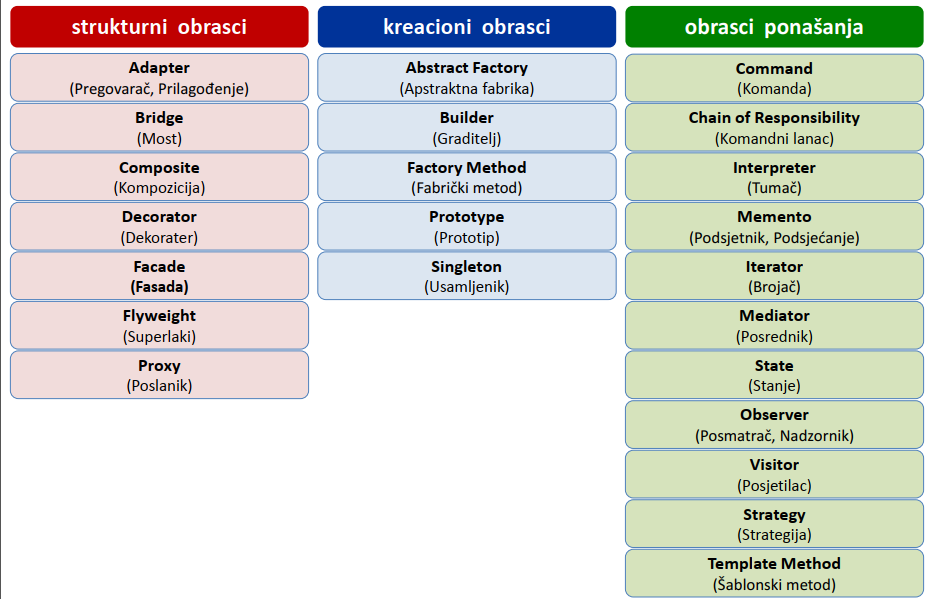 strukturni obrasci
Adapter
(Pregovarač, Prilagođenje)
Bridge
(Most)
Composite
(Kompozicija)
Decorator
(Dekorater)
Facade
(Fasada)
Flyweight
(Superlaki)
Proxy
(Poslanik)
kreacioni obrasci
Abstract Factory
(Apstraktna fabrika)
Builder
(Graditelj)
Factory Method
(Fabrički metod)
Prototype
(Prototip)
Singleton
(Usamljenik)
obrasci ponašanja
Command
(Komanda)
Chain of Responsibility
(Komandni lanac)
Interpreter
(Tumač)
Memento
(Podsjetnik, Podsjećanje)
Iterator
(Brojač)
Mediator
(Posrednik)
State
(Stanje)
Observer
(Posmatrač, Nadzornik)
Visitor
(Posjetilac)
Strategy
(Strategija)
Template Method
(Šablonski metod)